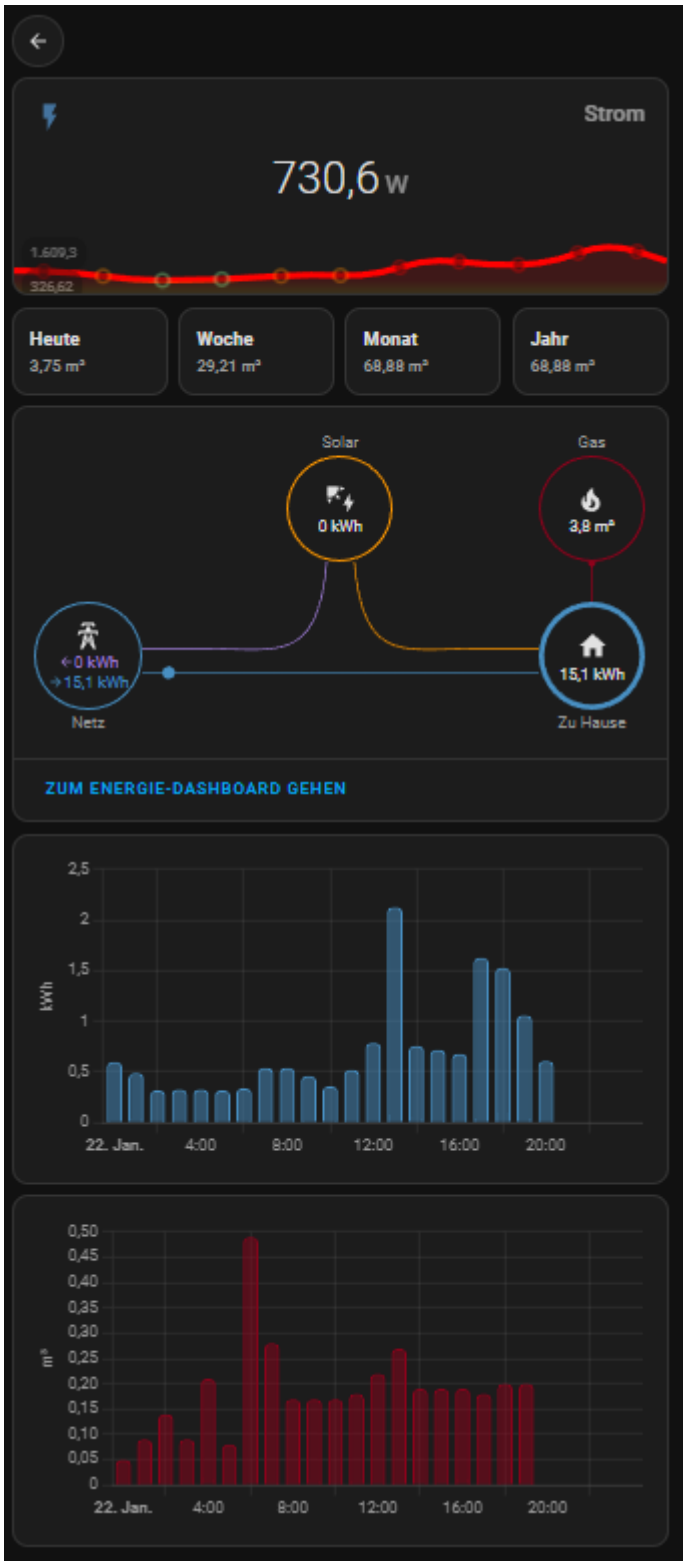 Strom
730,6 W
1.609,3
326,62
Heute Woche Monat Jahr
3,75 m³ 29,21 m³ 68,88 m³ 68,88 m³
Solar Gas
0 kWh 3,8 m³
←0 kWh
→15,1 kWh 15,1 kWh
Netz Zu Hause
ZUM ENERGIE-DASHBOARD GEHEN
2,5
2
1,5
kWh
1
0,5
0
22. Jan. 4:00 8:00 12:00 16:00 20:00
0,50
0,45
0,40
0,35
0,30
m³
0,25
0,20
0,15
0,10
0,05
0
22. Jan. 4:00 8:00 12:00 16:00 20:00